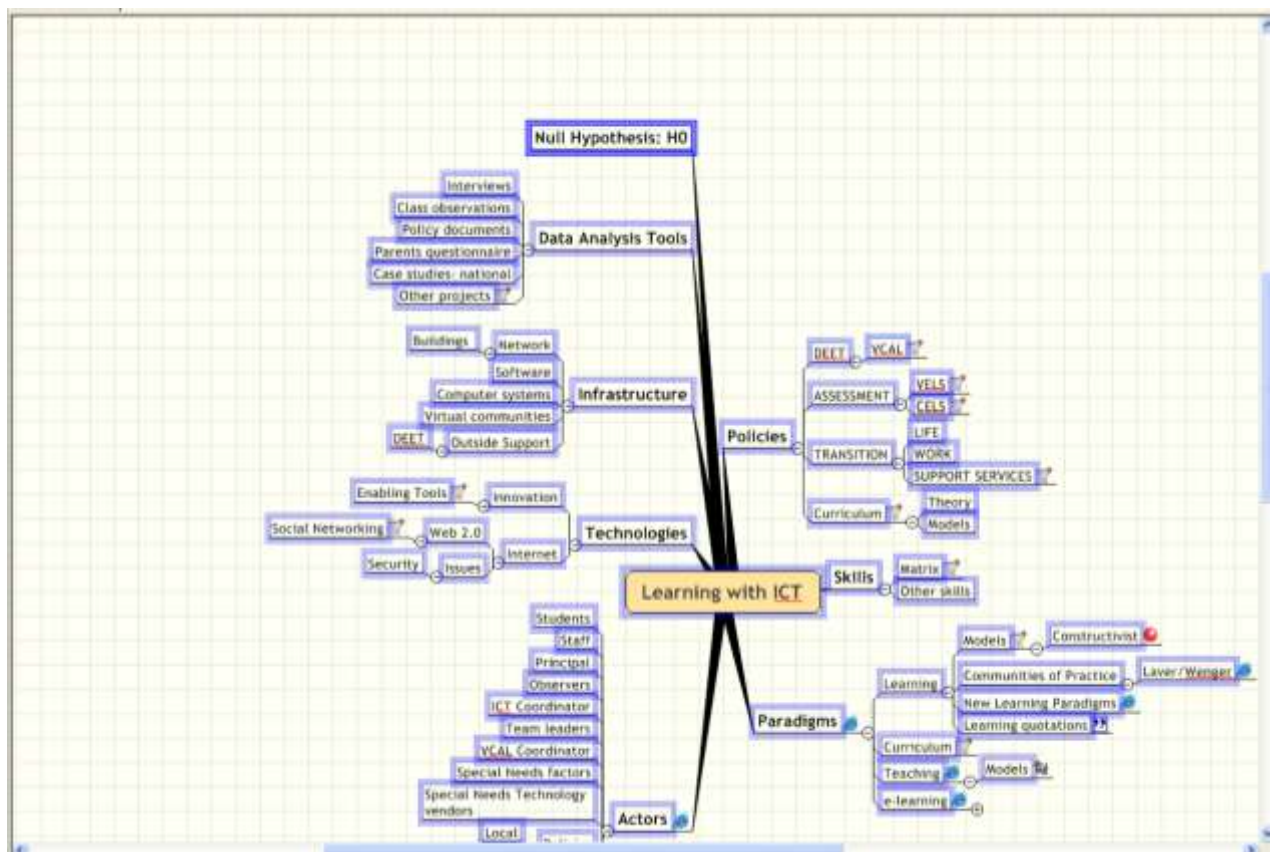 Null Hypothesis: H0
Interviews
Class observations
Policy documents
Parents questionnaire
Case studies- national
Other projects
Data Analysis Tools
Buildings
Network
Software
Computer systems
Virtual communities
DEET
Outside Support
Infrastructure
Enabling Tools
Innovation
Social Networking
Web 2.0
Security
Issues
Internet
Technologies
Learning with ICT
Students
Staff
Principal
Observers
ICT Coordinator
Team leaders
VCAL Coordinator
Special Needs factors
Special Needs Technology
vendors
Local
Actors
Policies
DEET
VCAL
ASSESSMENT
VELS
CELS
TRANSITION
LIFE
WORK
SUPPORT SERVICES
Curriculum
Theory
Models
Skills
Matrix
Other skills
Paradigms
Learning
Models
Constructivist
Communities of Practice
Laver/Wenger
New Learning Paradigms
Learning quotations
Curriculum
Teaching
Models
e-learning